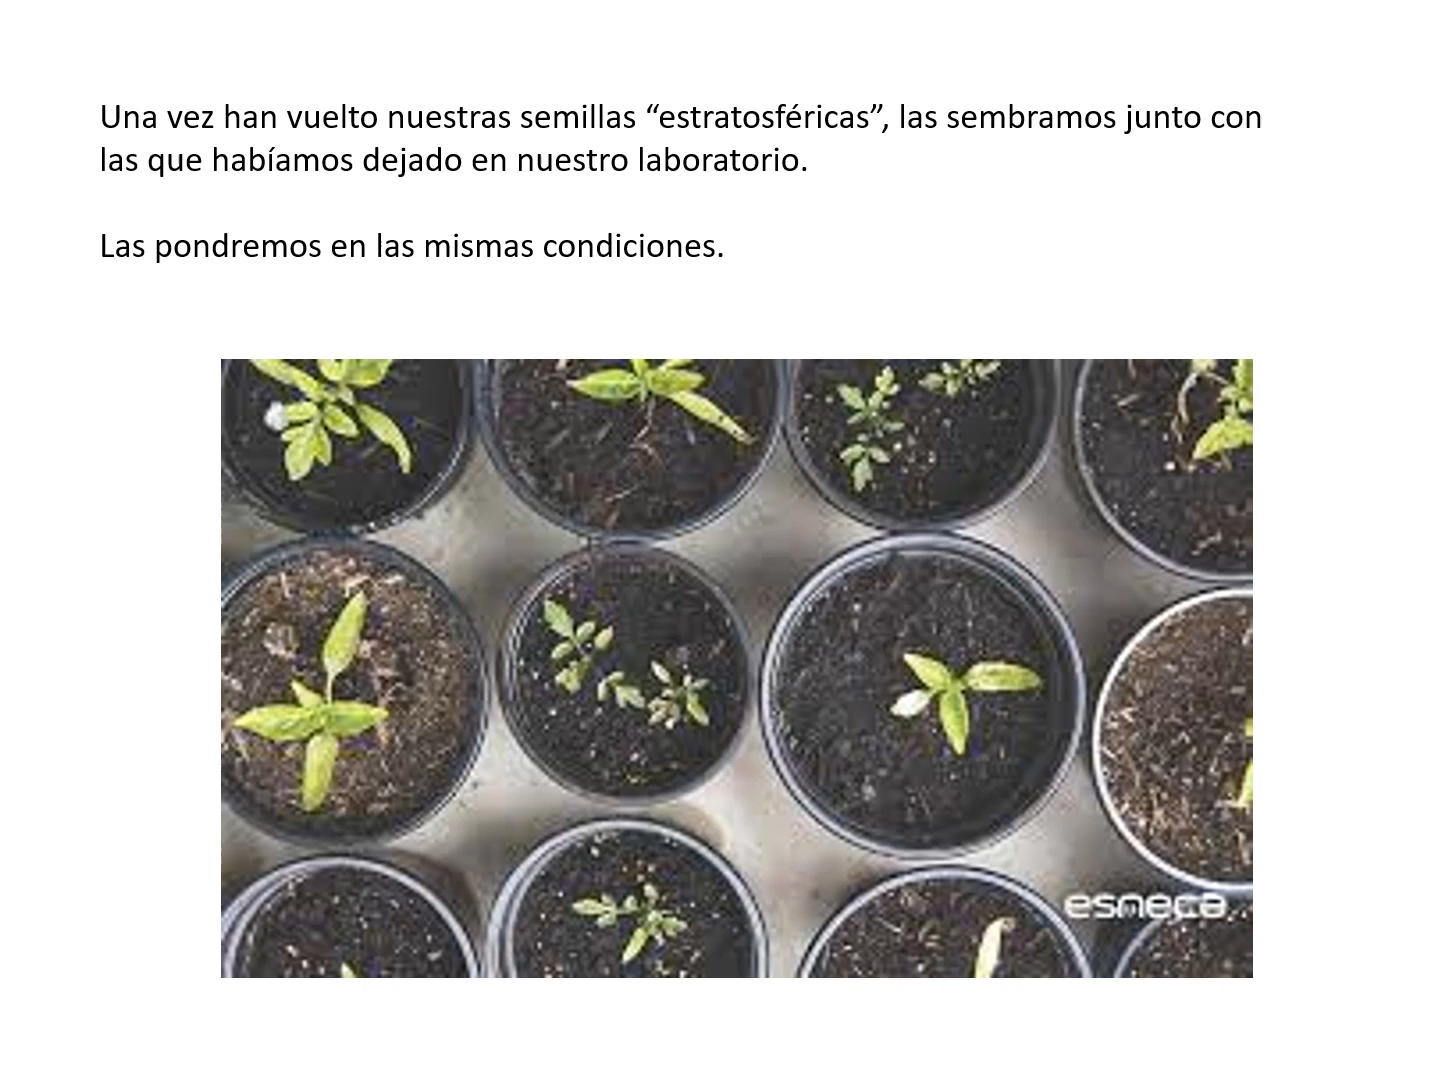 Una vez han vuelto nuestras semillas “estratosféricas”, las sembramos junto con
las que habíamos dejado en nuestro laboratorio.
Las pondremos en las mismas condiciones.
esneca